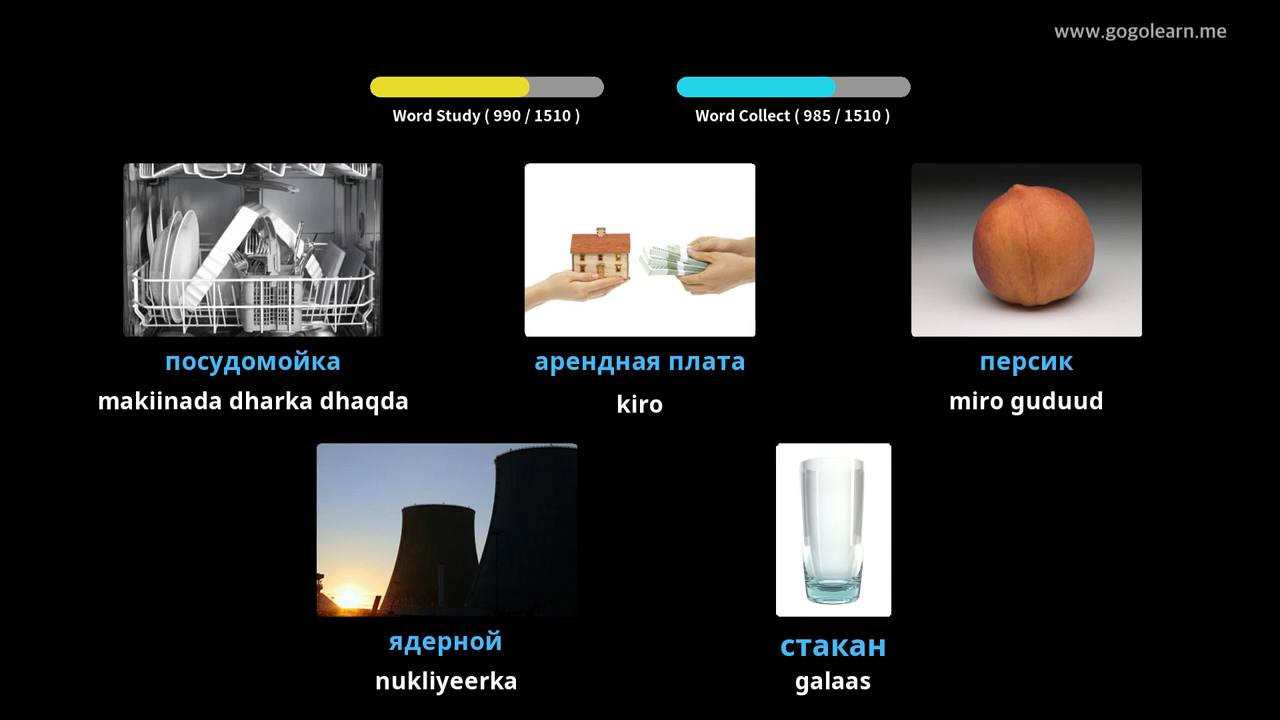 www.gogolearn.me
Word Study ( 990 / 1510 )
Word Collect ( 985 / 1510 )
посудомойка
арендная плата
персик
makiinada dharka dhaqda
kiro
miro guduud
ядерной
стакан
nukliyeerka
galaas